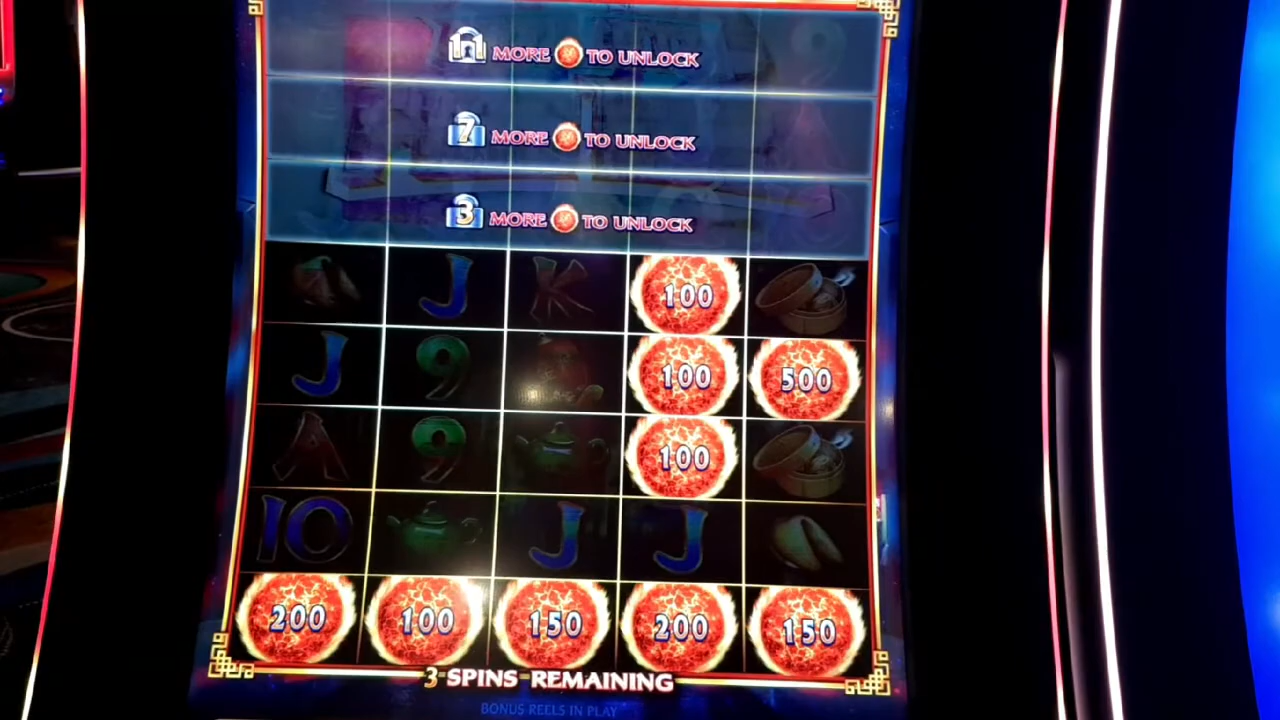 11 MORE TO UNLOCK
7 MORE TO UNLOCK
3 MORE TO UNLOCK
J K 100
J 9 100 500
A 9 100
10 J J
200 100 150 200 150
3 SPINS REMAINING
BONUS REELS IN PLAY